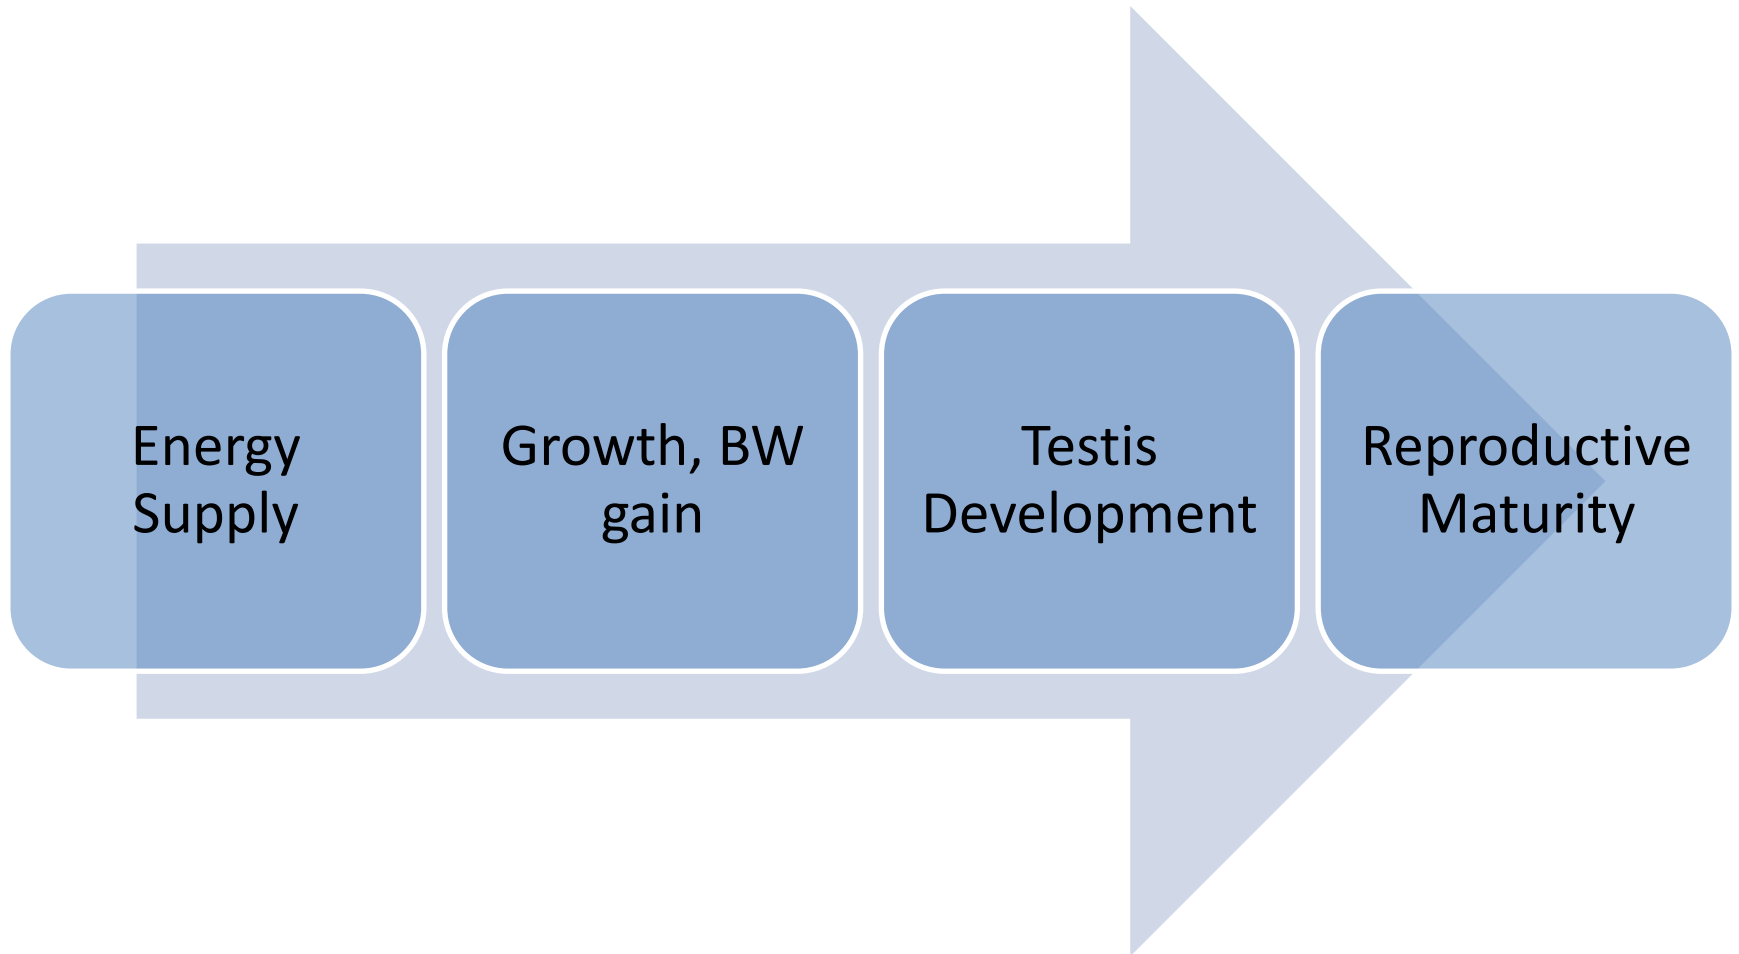 Energy
Supply
Growth, BW
gain
Testis
Development
Reproductive
Maturity